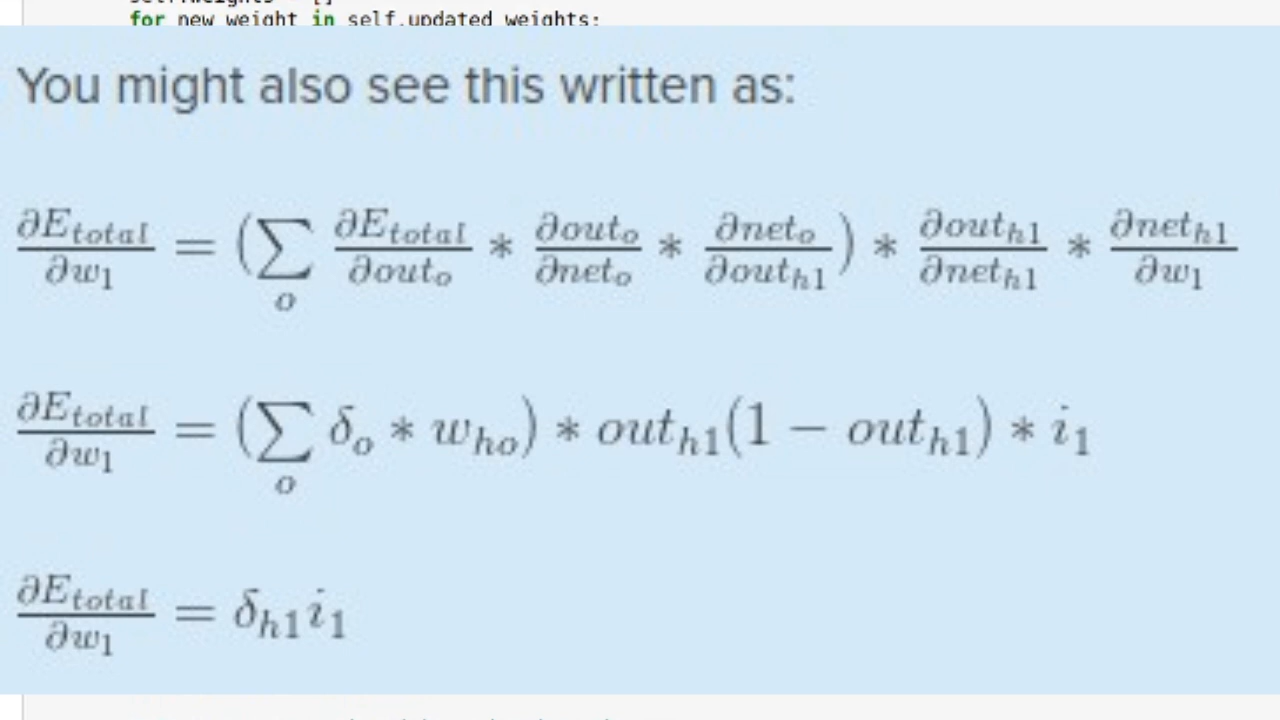 for new_weight in self.updated_weights:
You might also see this written as:
∂E_total/∂w_1 = (∑_o ∂E_total/∂out_o * ∂out_o/∂net_o * ∂net_o/∂out_h1) * ∂out_h1/∂net_h1 * ∂net_h1/∂w_1
∂E_total/∂w_1 = (∑_o δ_o * w_ho) * out_h1(1 − out_h1) * i_1
∂E_total/∂w_1 = δ_h1 i_1